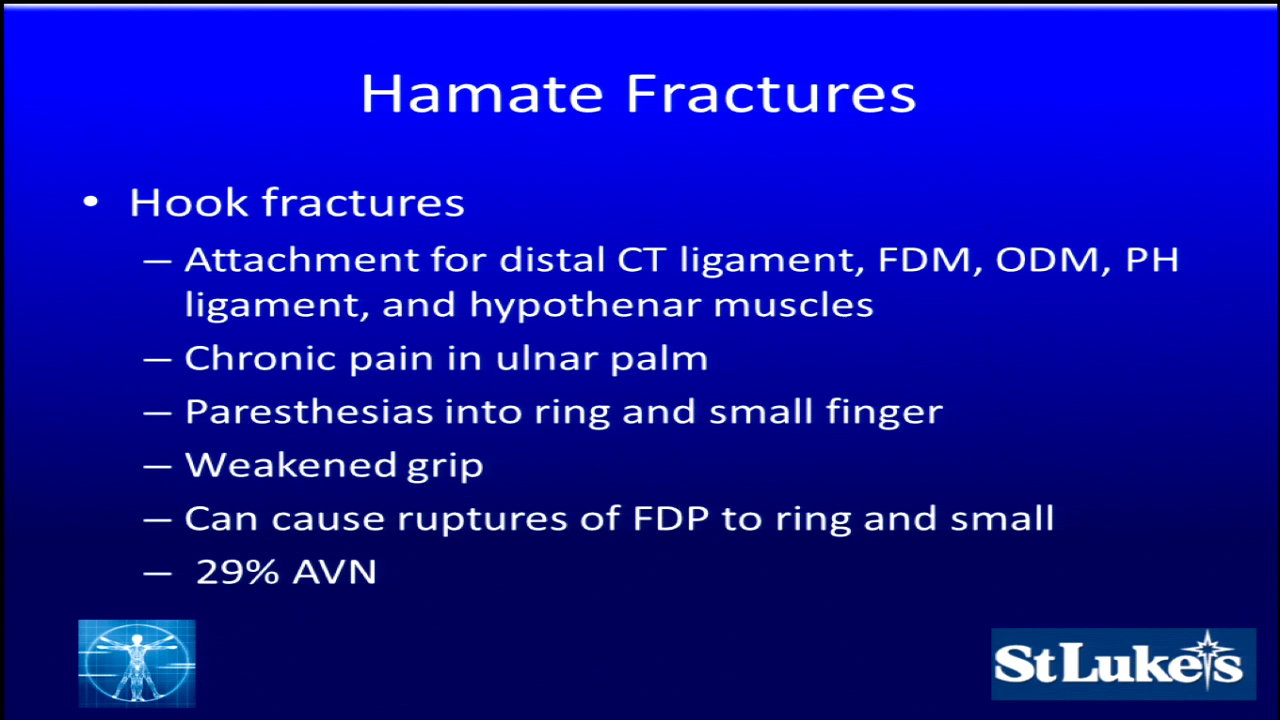 Hamate Fractures
• Hook fractures
– Attachment for distal CT ligament, FDM, ODM, PH
ligament, and hypothenar muscles
– Chronic pain in ulnar palm
– Paresthesias into ring and small finger
– Weakened grip
– Can cause ruptures of FDP to ring and small
– 29% AVN
StLuke's